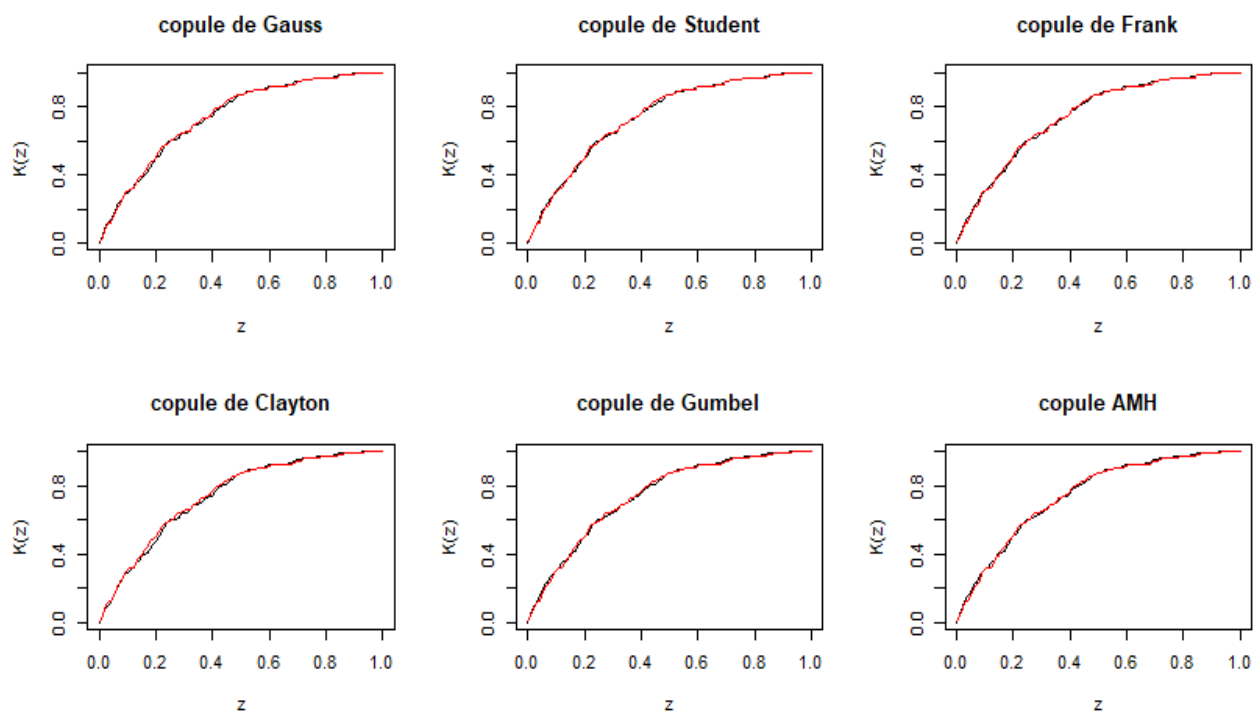 copule de Gauss
copule de Student
copule de Frank
K(z)
0.0 0.4 0.8
0.0 0.2 0.4 0.6 0.8 1.0
z
K(z)
0.0 0.4 0.8
0.0 0.2 0.4 0.6 0.8 1.0
z
K(z)
0.0 0.4 0.8
0.0 0.2 0.4 0.6 0.8 1.0
z
copule de Clayton
copule de Gumbel
copule AMH
K(z)
0.0 0.4 0.8
0.0 0.2 0.4 0.6 0.8 1.0
z
K(z)
0.0 0.4 0.8
0.0 0.2 0.4 0.6 0.8 1.0
z
K(z)
0.0 0.4 0.8
0.0 0.2 0.4 0.6 0.8 1.0
z